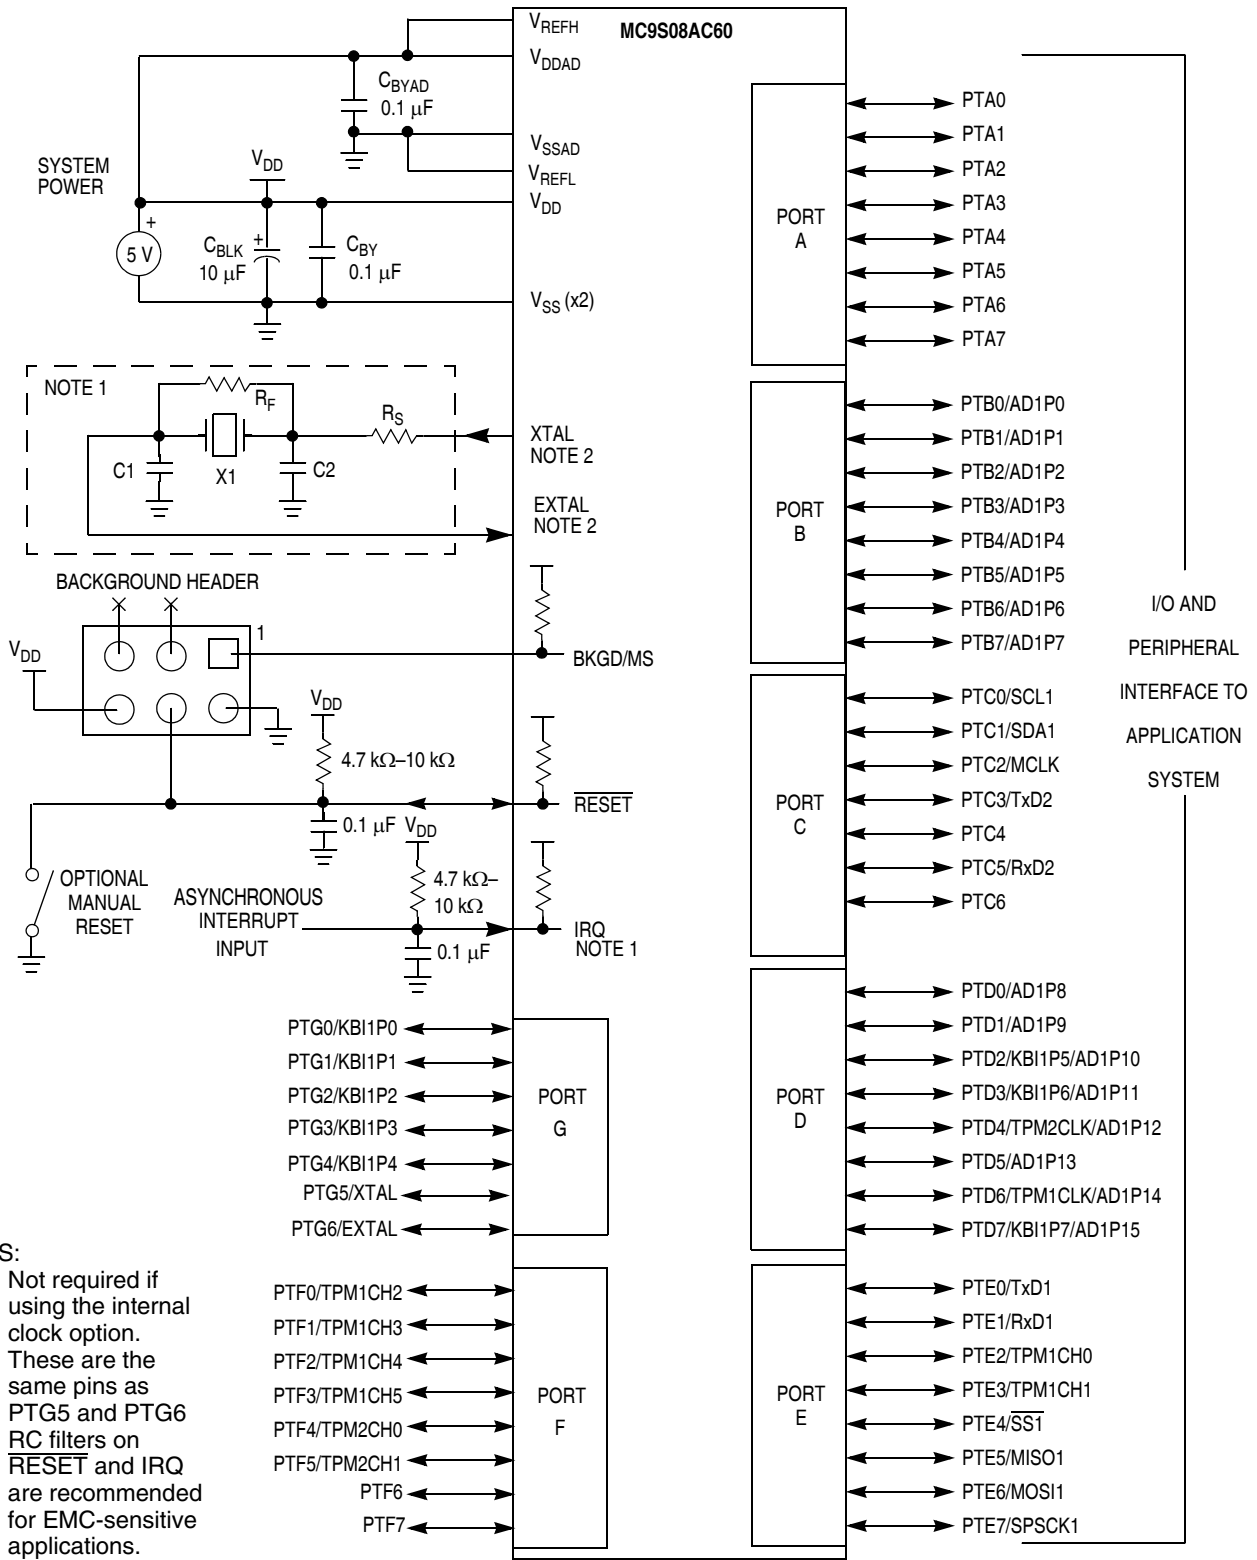 MC9S08AC60
VREFH
VDDAD
CBYAD
0.1 μF
VSSAD
VREFL
SYSTEM
POWER
VDD
VDD
+
5 V
CBLK
+
10 μF
CBY
0.1 μF
VSS (x2)
NOTE 1
RF
RS
C1
X1
C2
XTAL
NOTE 2
EXTAL
NOTE 2
BACKGROUND HEADER
1
VDD
BKGD/MS
VDD
4.7 kΩ–10 kΩ
RESET
0.1 μF
VDD
OPTIONAL
MANUAL
RESET
4.7 kΩ–
10 kΩ
ASYNCHRONOUS
INTERRUPT
INPUT
IRQ
NOTE 1
0.1 μF
PTG0/KBI1P0
PTG1/KBI1P1
PTG2/KBI1P2
PTG3/KBI1P3
PTG4/KBI1P4
PTG5/XTAL
PTG6/EXTAL
PORT
G
PTF0/TPM1CH2
PTF1/TPM1CH3
PTF2/TPM1CH4
PTF3/TPM1CH5
PTF4/TPM2CH0
PTF5/TPM2CH1
PTF6
PTF7
PORT
F
S:
Not required if
using the internal
clock option.
These are the
same pins as
PTG5 and PTG6
RC filters on
RESET and IRQ
are recommended
for EMC-sensitive
applications.
PORT
A
PTA0
PTA1
PTA2
PTA3
PTA4
PTA5
PTA6
PTA7
PORT
B
PTB0/AD1P0
PTB1/AD1P1
PTB2/AD1P2
PTB3/AD1P3
PTB4/AD1P4
PTB5/AD1P5
PTB6/AD1P6
PTB7/AD1P7
PORT
C
PTC0/SCL1
PTC1/SDA1
PTC2/MCLK
PTC3/TxD2
PTC4
PTC5/RxD2
PTC6
PORT
D
PTD0/AD1P8
PTD1/AD1P9
PTD2/KBI1P5/AD1P10
PTD3/KBI1P6/AD1P11
PTD4/TPM2CLK/AD1P12
PTD5/AD1P13
PTD6/TPM1CLK/AD1P14
PTD7/KBI1P7/AD1P15
PORT
E
PTE0/TxD1
PTE1/RxD1
PTE2/TPM1CH0
PTE3/TPM1CH1
PTE4/SS1
PTE5/MISO1
PTE6/MOSI1
PTE7/SPSCK1
I/O AND
PERIPHERAL
INTERFACE TO
APPLICATION
SYSTEM